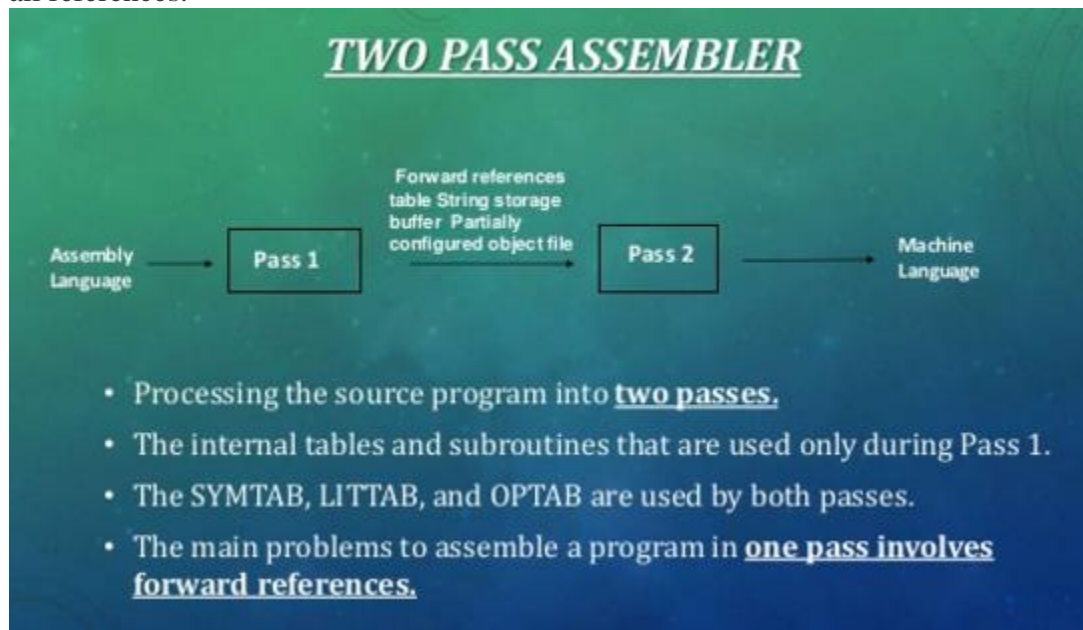 an references.
TWO PASS ASSEMBLER
Forward references
table String storage
buffer Partially
configured object file
Assembly
Language
Pass 1
Pass 2
Machine
Language
• Processing the source program into two passes.
• The internal tables and subroutines that are used only during Pass 1.
• The SYMTAB, LITTAB, and OPTAB are used by both passes.
• The main problems to assemble a program in one pass involves
forward references.